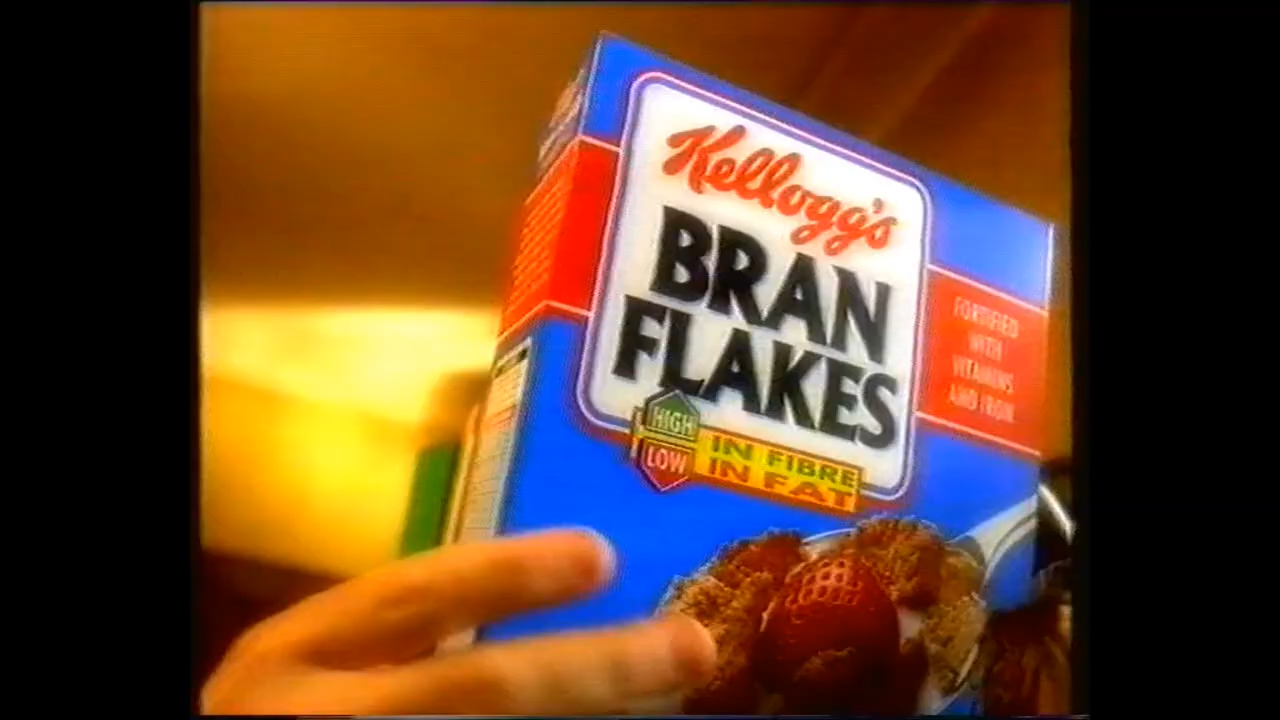 Kellogg's
BRAN
FLAKES
FORTIFIED
WITH
VITAMINS
AND IRON
HIGH IN FIBRE
LOW IN FAT